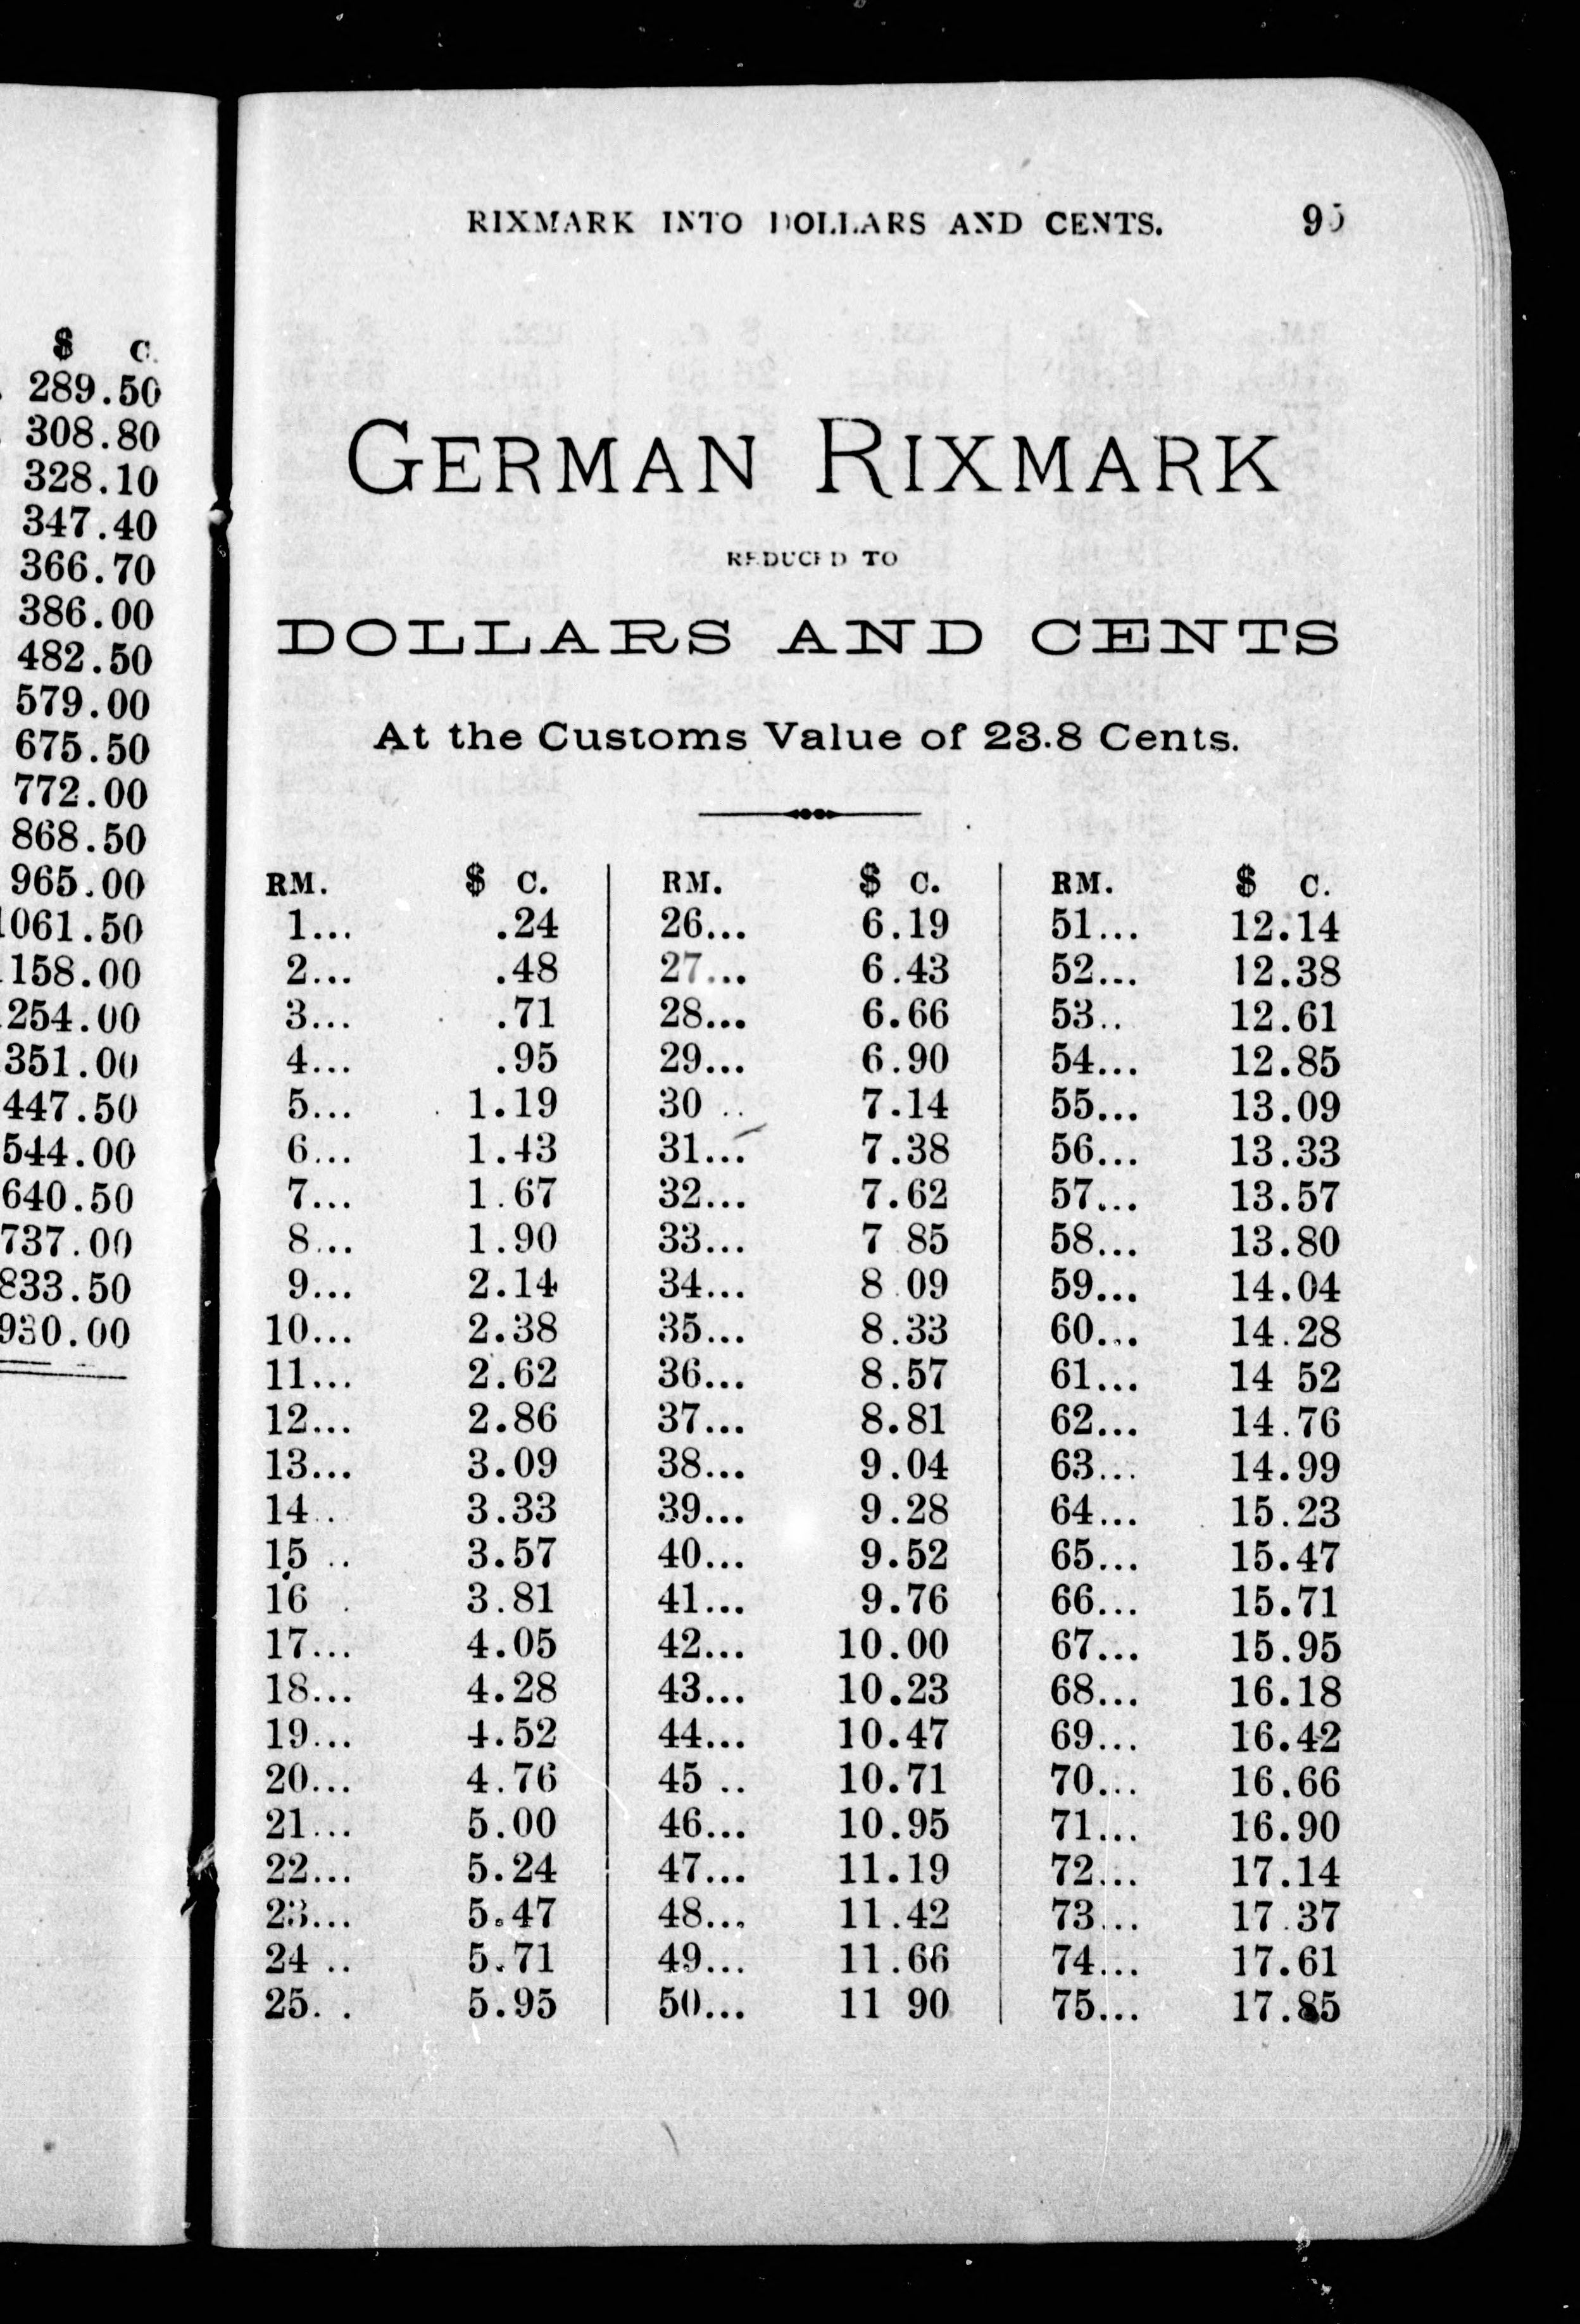 $ c.
289.50
308.80
328.10
347.40
366.70
386.00
482.50
579.00
675.50
772.00
868.50
965.00
1061.50
158.00
254.00
351.00
447.50
544.00
640.50
737.00
833.50
930.00
RIXMARK INTO DOLLARS AND CENTS. 95
GERMAN RIXMARK
REDUCED TO
DOLLARS AND CENTS
At the Customs Value of 23.8 Cents.
RM. $ C. RM. $ C. RM. $ C.
1... .24 26... 6.19 51... 12.14
2... .48 27... 6.43 52... 12.38
3... .71 28... 6.66 53.. 12.61
4... .95 29... 6.90 54... 12.85
5... 1.19 30 .. 7.14 55... 13.09
6... 1.43 31... 7.38 56... 13.33
7... 1.67 32... 7.62 57... 13.57
8... 1.90 33... 7 85 58... 13.80
9... 2.14 34... 8.09 59... 14.04
10... 2.38 35... 8.33 60... 14.28
11... 2.62 36... 8.57 61... 14 52
12... 2.86 37... 8.81 62... 14.76
13... 3.09 38... 9.04 63... 14.99
14.. 3.33 39... 9.28 64... 15.23
15 .. 3.57 40... 9.52 65... 15.47
16 . 3.81 41... 9.76 66... 15.71
17... 4.05 42... 10.00 67... 15.95
18... 4.28 43... 10.23 68... 16.18
19... 4.52 44... 10.47 69... 16.42
20... 4.76 45 .. 10.71 70... 16.66
21... 5.00 46... 10.95 71... 16.90
22... 5.24 47... 11.19 72... 17.14
23... 5.47 48... 11.42 73... 17.37
24 .. 5.71 49... 11.66 74... 17.61
25. . 5.95 50... 11 90 75... 17.85